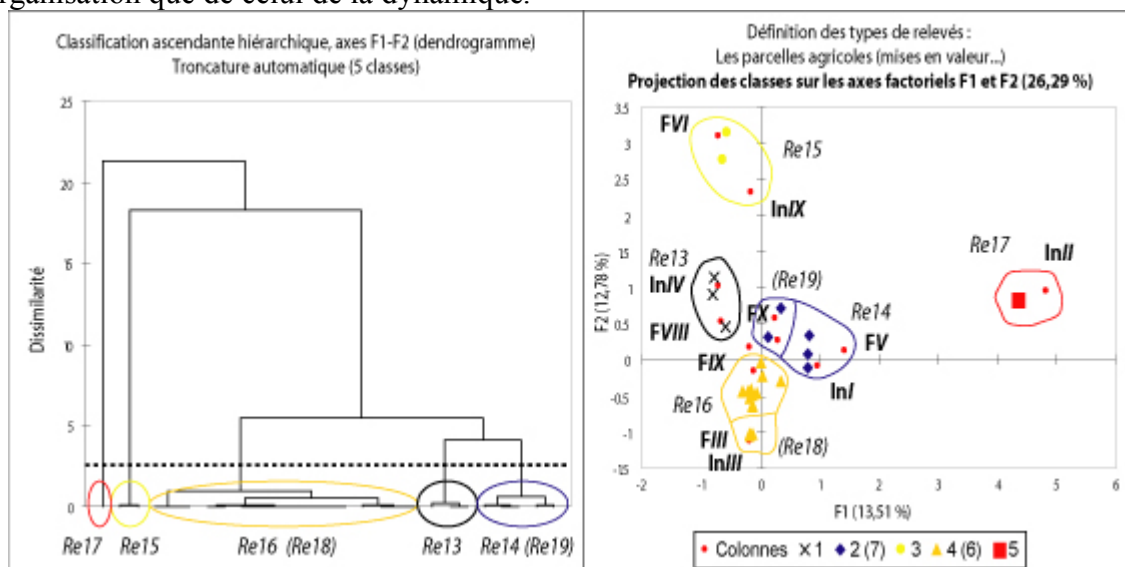 rganisation que de celui de la dynamique.
Classification ascendante hiérarchique, axes F1-F2 (dendrogramme)
Troncature automatique (5 classes)
25
20
15
10
5
0
Dissimilarité
Re17
Re15
Re16 (Re18)
Re13
Re14 (Re19)
Définition des types de relevés :
Les parcelles agricoles (mises en valeur...)
Projection des classes sur les axes factoriels F1 et F2 (26,29 %)
3.5
3
2.5
2
1.5
1
0.5
0
-0.5
-1
-1.5
F2 (12,78 %)
FVI
Re15
InIX
Re13
InIV
FVIII
(Re19)
FX
Re14
FV
Re17
InII
FIX
InI
Re16
FIII
InIII
(Re18)
-2 -1 0 1 2 3 4 5 6
F1 (13,51 %)
Colonnes 1 2 (7) 3 4 (6) 5